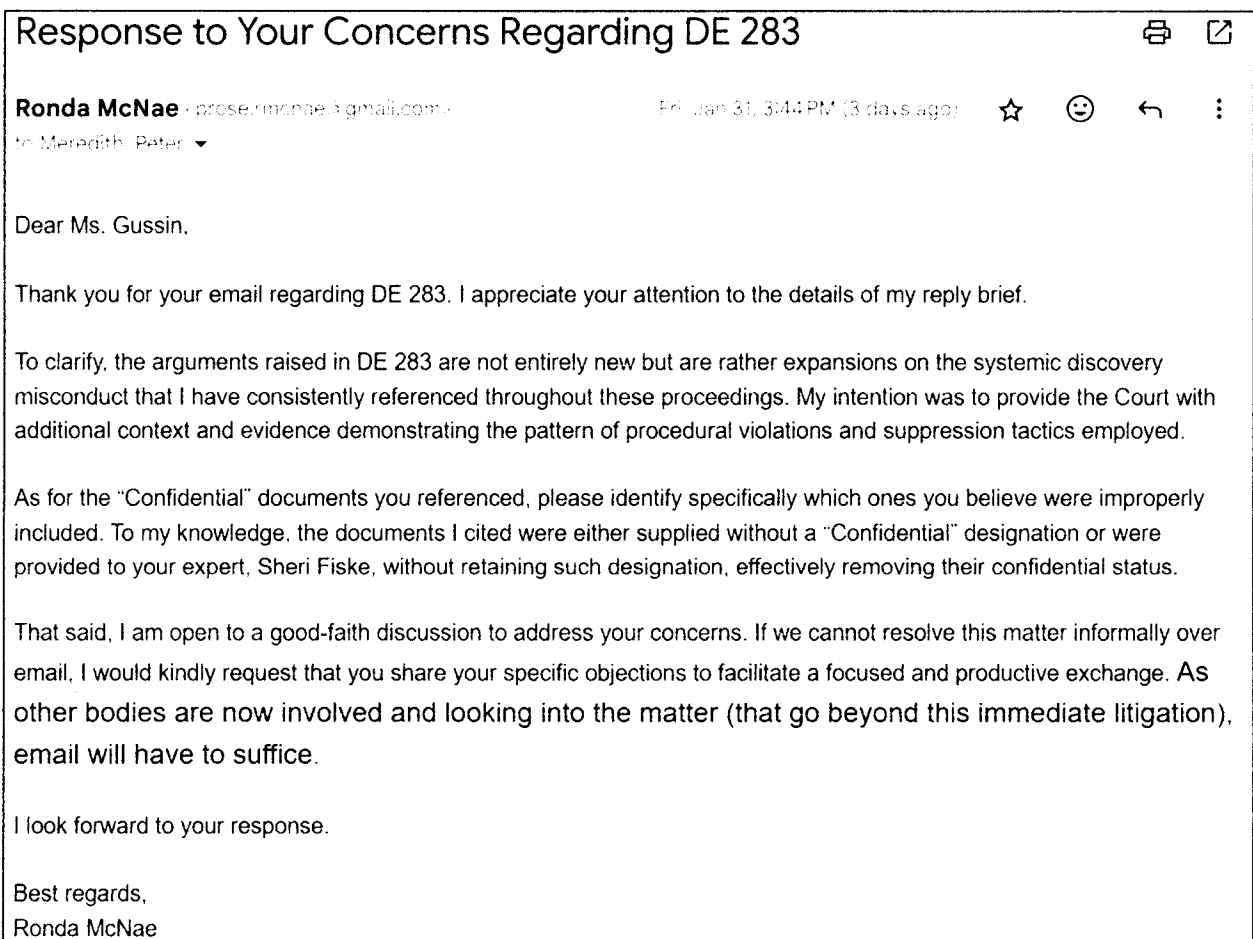 Response to Your Concerns Regarding DE 283
Ronda McNae
Fri, Jan 31, 3:44 PM (3 days ago)
to Meredith, Peter
Dear Ms. Gussin,
Thank you for your email regarding DE 283. I appreciate your attention to the details of my reply brief.
To clarify, the arguments raised in DE 283 are not entirely new but are rather expansions on the systemic discovery
misconduct that I have consistently referenced throughout these proceedings. My intention was to provide the Court with
additional context and evidence demonstrating the pattern of procedural violations and suppression tactics employed.
As for the "Confidential" documents you referenced, please identify specifically which ones you believe were improperly
included. To my knowledge, the documents I cited were either supplied without a "Confidential" designation or were
provided to your expert, Sheri Fiske, without retaining such designation, effectively removing their confidential status.
That said, I am open to a good-faith discussion to address your concerns. If we cannot resolve this matter informally over
email, I would kindly request that you share your specific objections to facilitate a focused and productive exchange. As
other bodies are now involved and looking into the matter (that go beyond this immediate litigation),
email will have to suffice.
I look forward to your response.
Best regards,
Ronda McNae